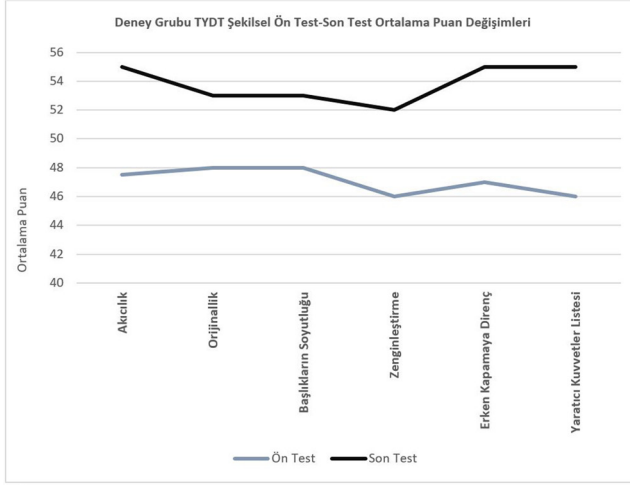 Deney Grubu TYDT Şekilsel Ön Test-Son Test Ortalama Puan Değişimleri
56
54
52
50
48
46
44
42
40
Ortalama Puan
Akıcılık
Orijinallik
Başlıkların Soyutluğu
Zenginleştirme
Erken Kapamaya Direnç
Yaratıcı Kuvvetler Listesi
Ön Test
Son Test